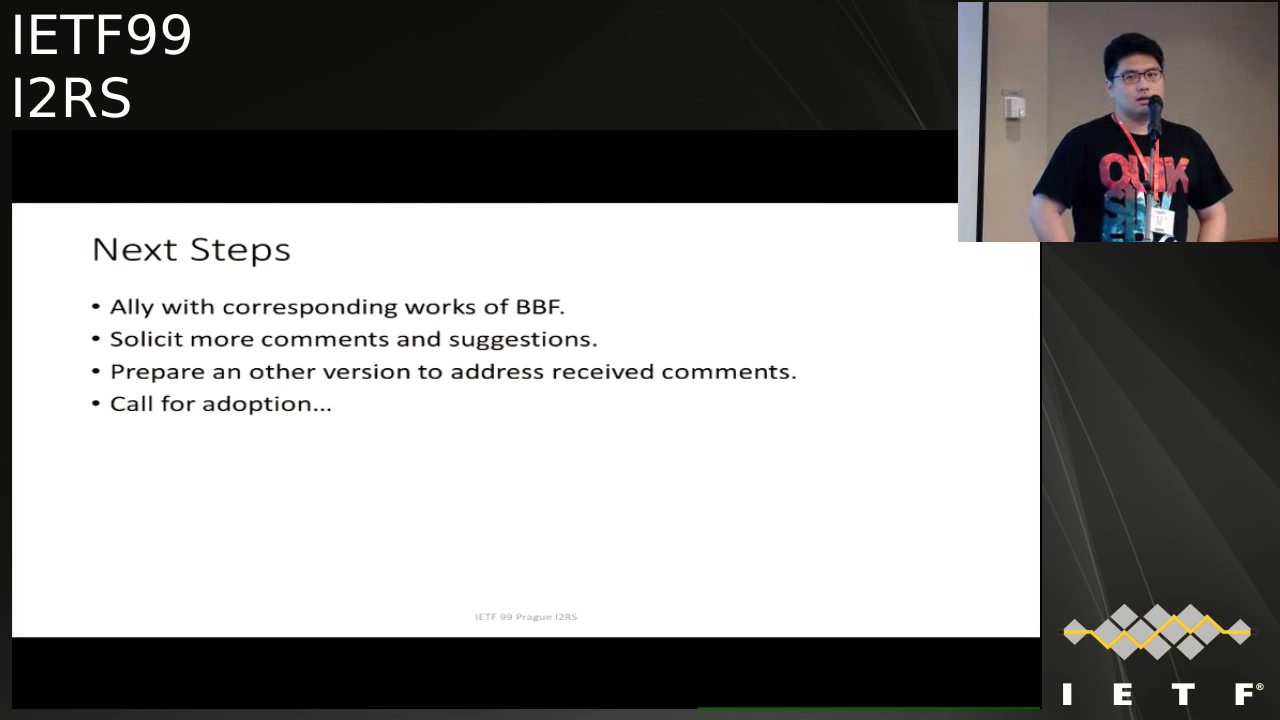 IETF99
I2RS
Next Steps
• Ally with corresponding works of BBF.
• Solicit more comments and suggestions.
• Prepare an other version to address received comments.
• Call for adoption...
IETF 99 Prague I2RS
QUIK
I E T F®